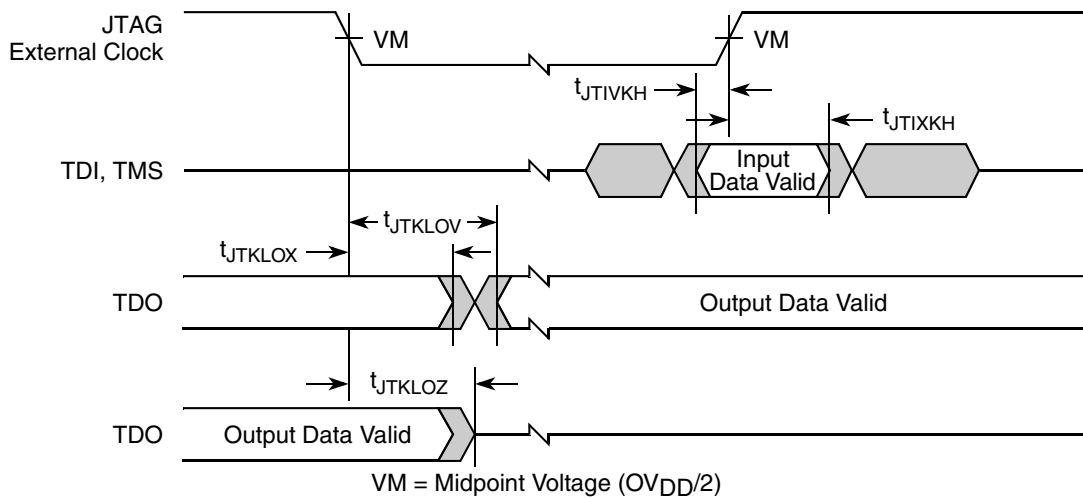 JTAG
External Clock
VM
VM
tJTIVKH
tJTIXKH
TDI, TMS
Input
Data Valid
tJTKLOV
tJTKLOX
TDO
Output Data Valid
tJTKLOZ
TDO
Output Data Valid
VM = Midpoint Voltage (OVDD/2)